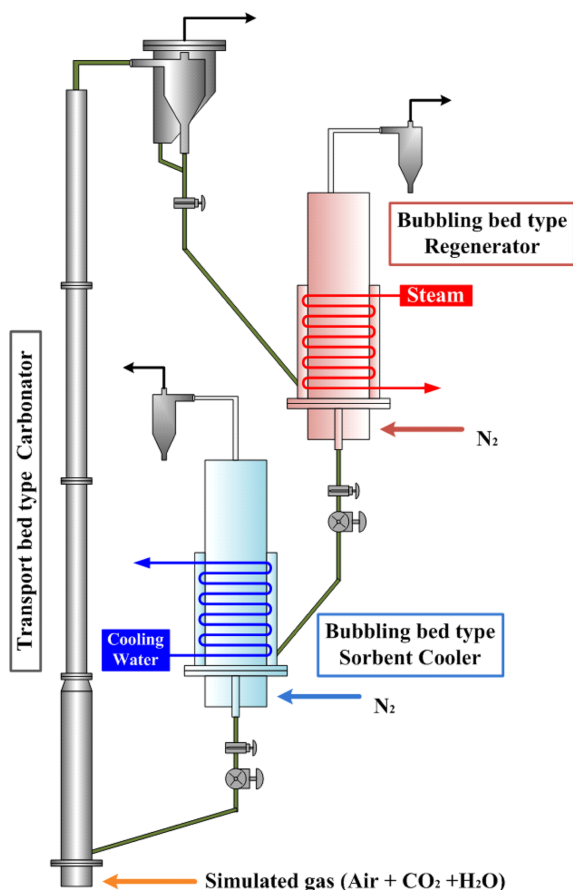 Bubbling bed type
Regenerator
Steam
N₂
Transport bed type Carbonator
Cooling
Water
Bubbling bed type
Sorbent Cooler
N₂
Simulated gas (Air + CO₂ +H₂O)